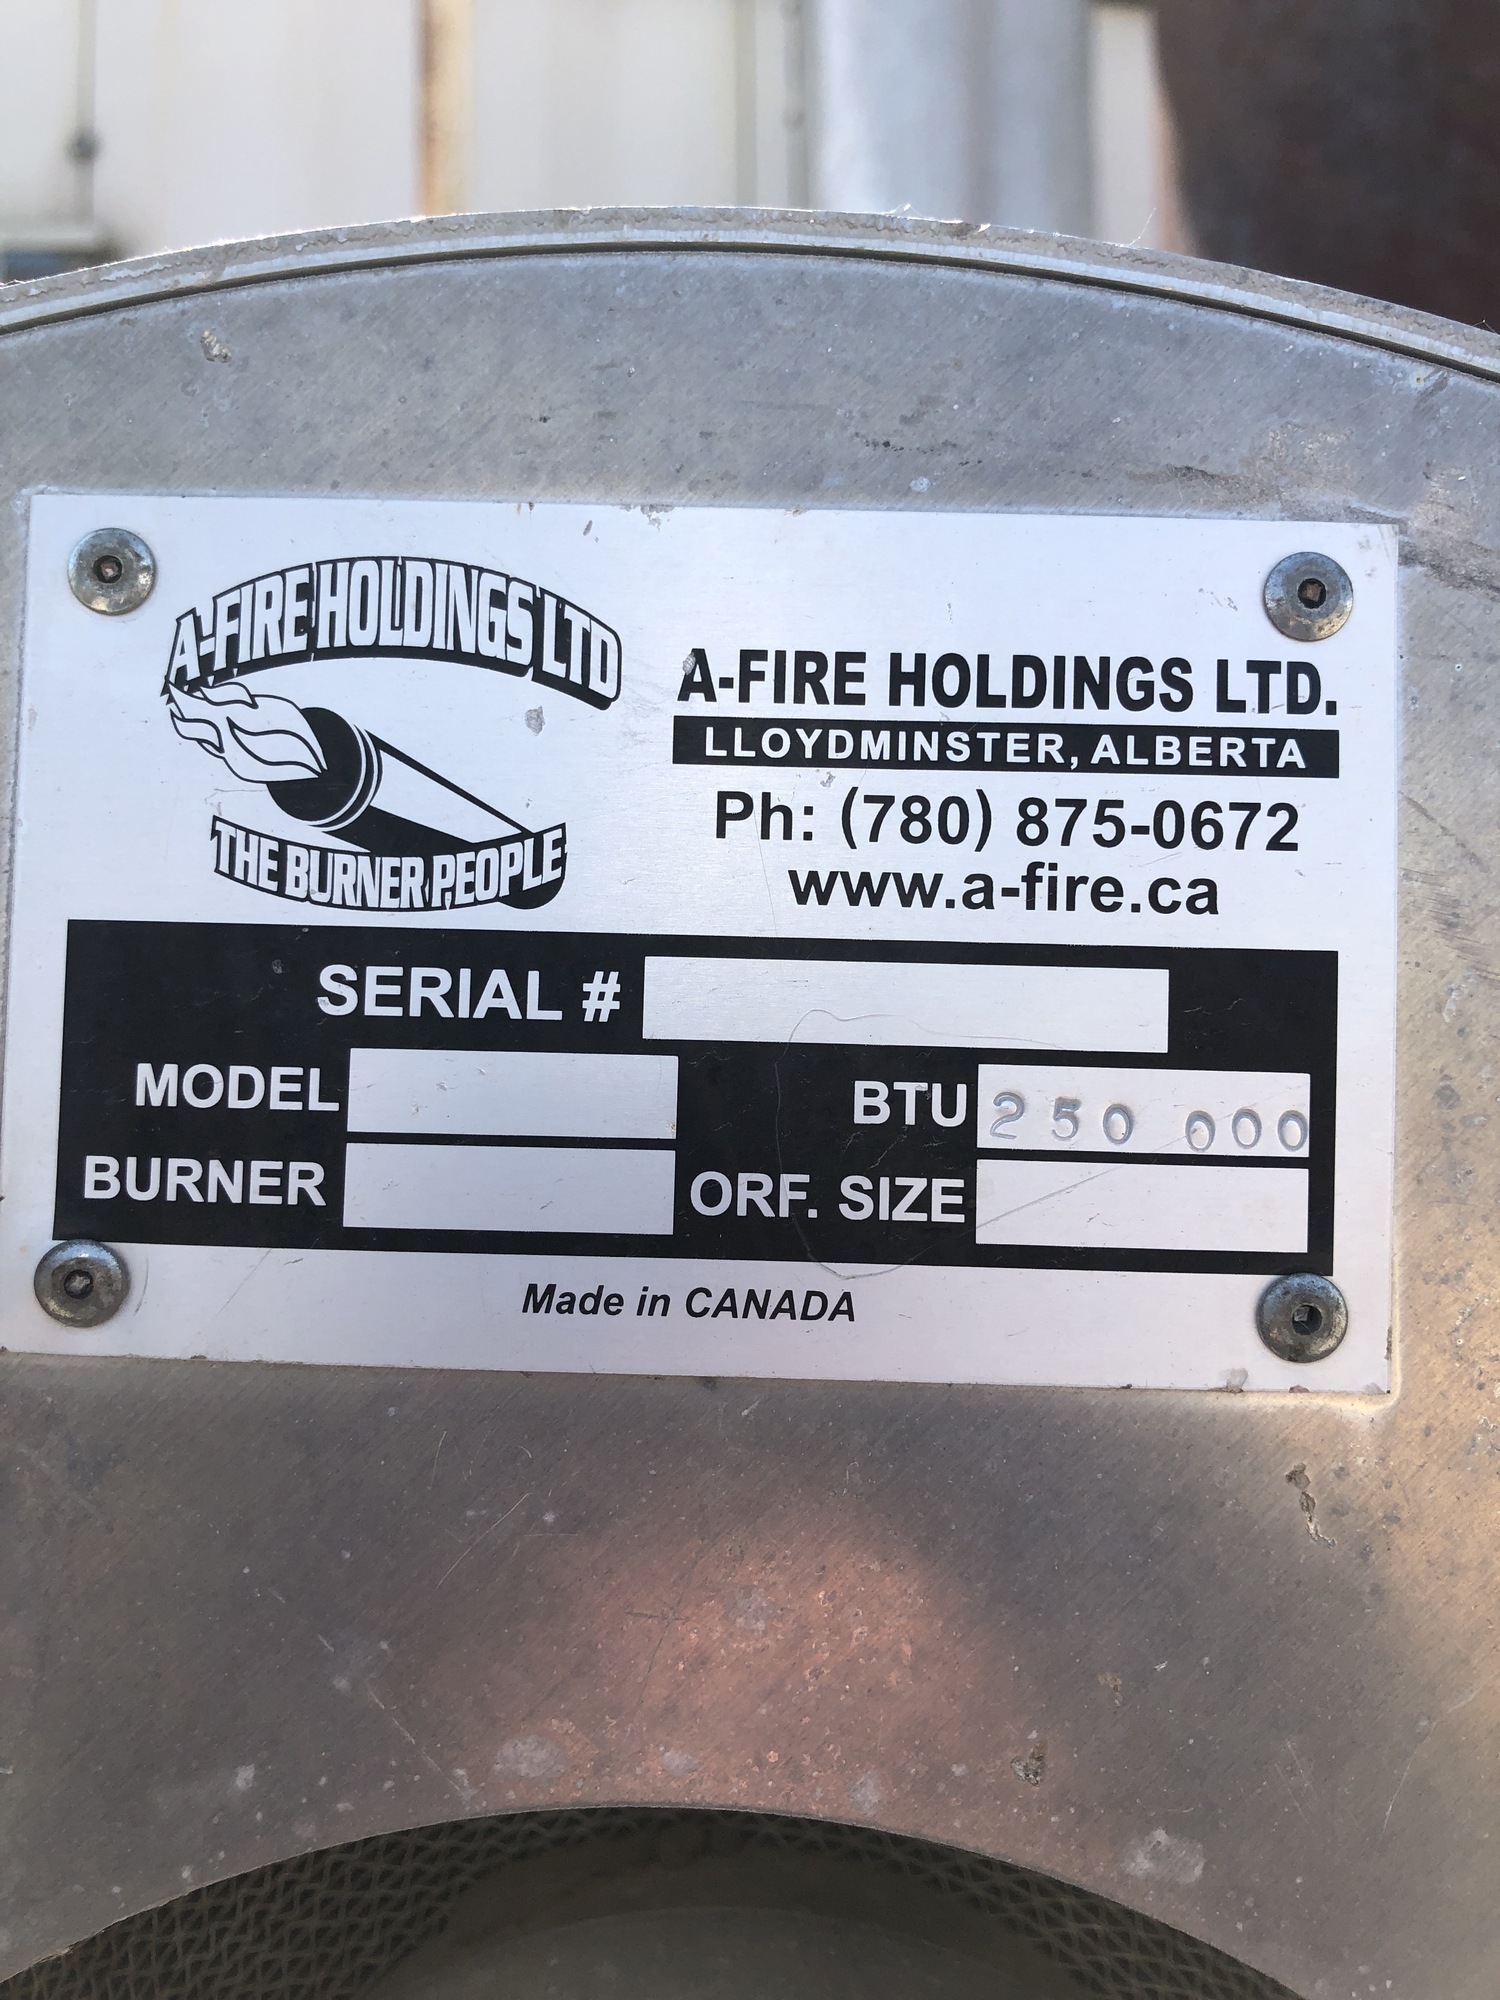 A-FIRE HOLDINGS LTD
THE BURNER PEOPLE
A-FIRE HOLDINGS LTD.
LLOYDMINSTER, ALBERTA
Ph: (780) 875-0672
www.a-fire.ca
SERIAL #
MODEL
BTU 250 000
BURNER
ORF. SIZE
Made in CANADA